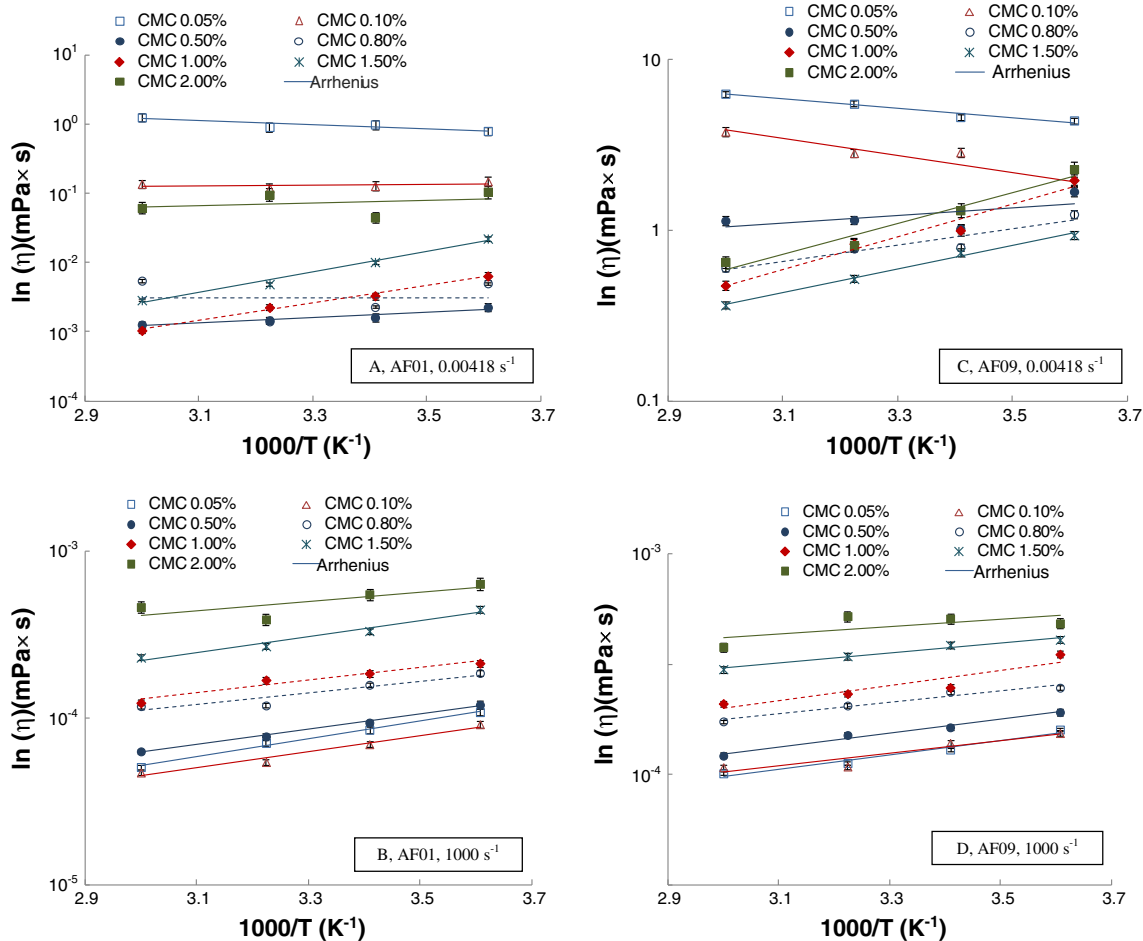 CMC 0.05% CMC 0.10%
CMC 0.50% CMC 0.80%
CMC 1.00% CMC 1.50%
CMC 2.00% Arrhenius
10¹
10⁰
10⁻¹
10⁻²
10⁻³
10⁻⁴
ln (η)(mPa× s)
A, AF01, 0.00418 s⁻¹
2.9 3.1 3.3 3.5 3.7
1000/T (K⁻¹)
CMC 0.05% CMC 0.10%
CMC 0.50% CMC 0.80%
CMC 1.00% CMC 1.50%
CMC 2.00% Arrhenius
10
1
0.1
ln (η)(mPa× s)
C, AF09, 0.00418 s⁻¹
2.9 3.1 3.3 3.5 3.7
1000/T (K⁻¹)
CMC 0.05% CMC 0.10%
CMC 0.50% CMC 0.80%
CMC 1.00% CMC 1.50%
CMC 2.00% Arrhenius
10⁻³
10⁻⁴
10⁻⁵
ln (η)(mPa× s)
B, AF01, 1000 s⁻¹
2.9 3.1 3.3 3.5 3.7
1000/T (K⁻¹)
CMC 0.05% CMC 0.10%
CMC 0.50% CMC 0.80%
CMC 1.00% CMC 1.50%
CMC 2.00% Arrhenius
10⁻³
10⁻⁴
ln (η)(mPa× s)
D, AF09, 1000 s⁻¹
2.9 3.1 3.3 3.5 3.7
1000/T (K⁻¹)